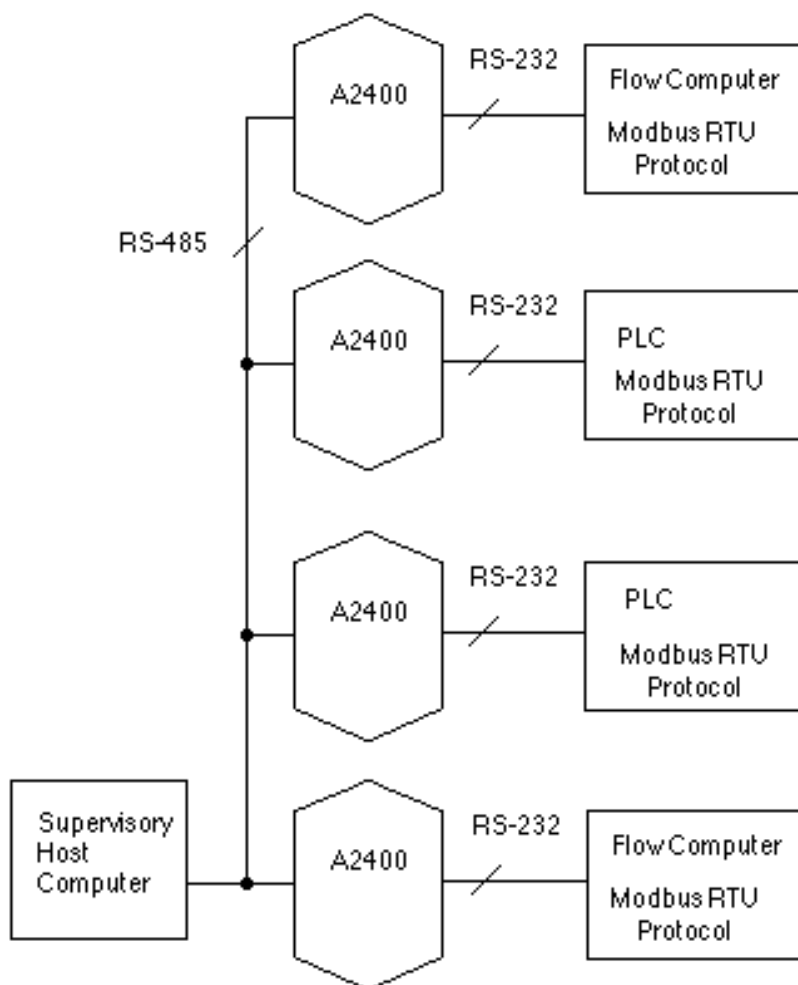 RS-232
A2400
Flow Computer
Modbus RTU
Protocol
RS-485
RS-232
A2400
PLC
Modbus RTU
Protocol
RS-232
A2400
PLC
Modbus RTU
Protocol
Supervisory
Host
Computer
RS-232
A2400
Flow Computer
Modbus RTU
Protocol